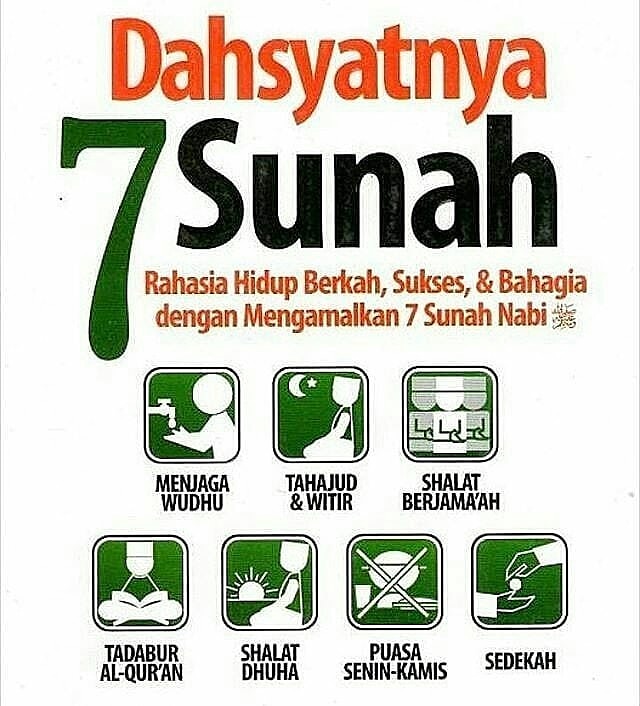 Dahsyatnya
7 Sunah
Rahasia Hidup Berkah, Sukses, & Bahagia
dengan Mengamalkan 7 Sunah Nabi ﷺ
MENJAGA
WUDHU
TAHAJUD
& WITIR
SHALAT
BERJAMA'AH
TADABUR
AL-QUR'AN
SHALAT
DHUHA
PUASA
SENIN-KAMIS
SEDEKAH